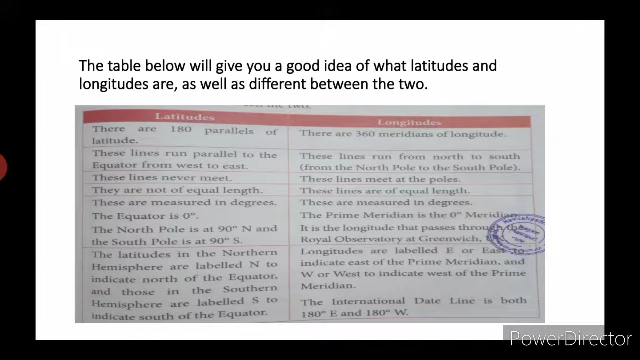 The table below will give you a good idea of what latitudes and
longitudes are, as well as different between the two.
the two.
Latitudes
There are 180 parallels of
latitude.
These lines run parallel to the
Equator from west to east.
These lines never meet.
They are not of equal length.
These are measured in degrees.
The Equator is 0°.
The North Pole is at 90° N and
the South Pole is at 90° S.
The latitudes in the Northern
Hemisphere are labelled N to
indicate north of the Equator,
and those in the Southern
Hemisphere are labelled S to
indicate south of the Equator.
Longitudes
There are 360 meridians of longitude.
These lines run from north to south
(from the North Pole to the South Pole).
These lines meet at the poles.
These lines are of equal length.
These are measured in degrees.
The Prime Meridian is the 0° Meridian.
It is the longitude that passes through the
Royal Observatory at Greenwich,
Longitudes are labelled E or East to
indicate east of the Prime Meridian, and
W or West to indicate west of the Prime
Meridian.
The International Date Line is both
180° E and 180° W.
PowerDirector